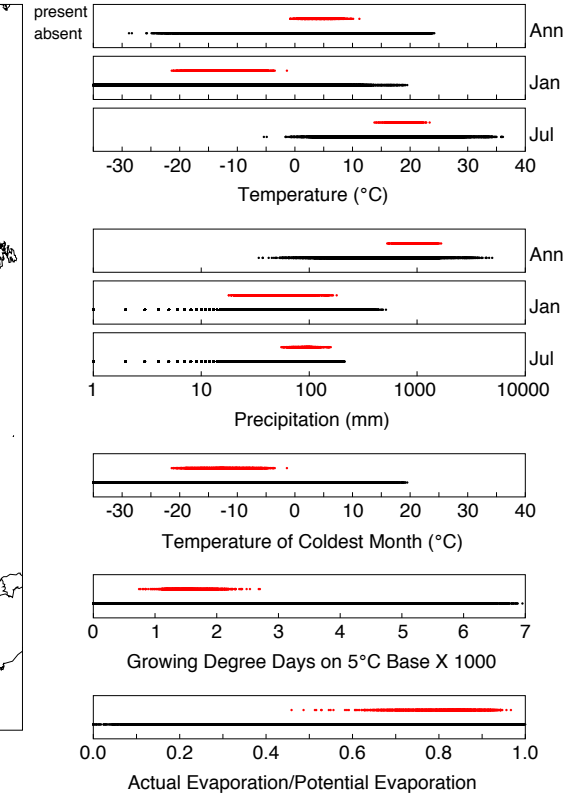 present
absent
Ann
Jan
Jul
-30 -20 -10 0 10 20 30 40
Temperature (°C)
Ann
Jan
Jul
1 10 100 1000 10000
Precipitation (mm)
-30 -20 -10 0 10 20 30 40
Temperature of Coldest Month (°C)
0 1 2 3 4 5 6 7
Growing Degree Days on 5°C Base X 1000
0.0 0.2 0.4 0.6 0.8 1.0
Actual Evaporation/Potential Evaporation